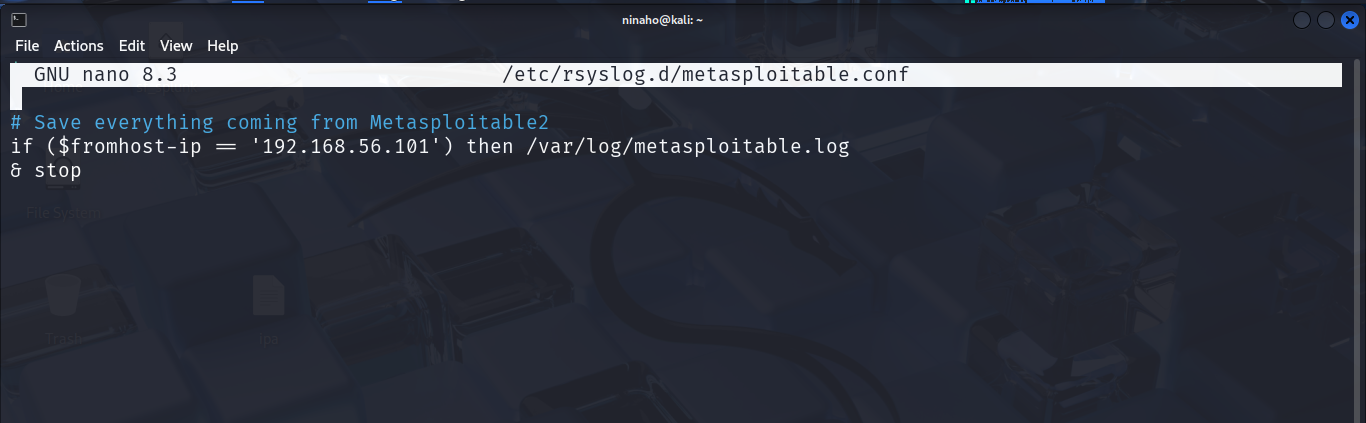 ninaho@kali: ~
File Actions Edit View Help
GNU nano 8.3 /etc/rsyslog.d/metasploitable.conf
# Save everything coming from Metasploitable2
if ($fromhost-ip == '192.168.56.101') then /var/log/metasploitable.log
& stop
File System
Trash
ipa